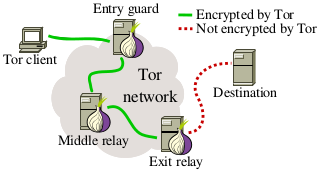 Entry guard
Encrypted by Tor
Not encrypted by Tor
Tor client
Tor
network
Destination
Middle relay
Exit relay